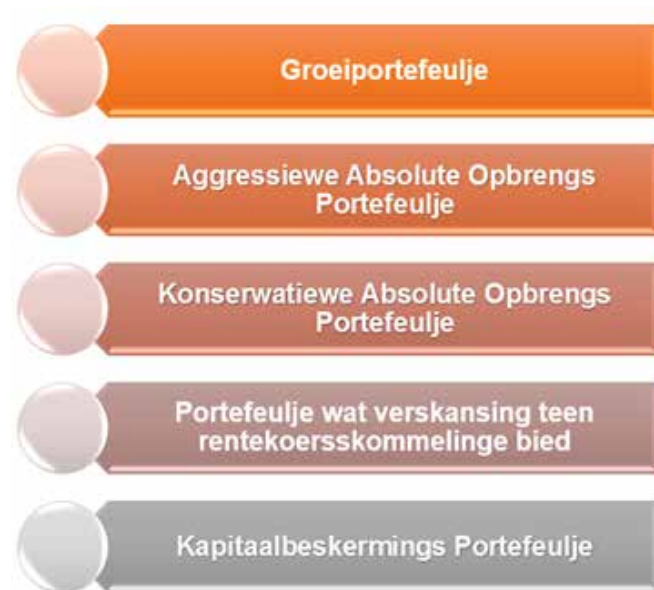 Groeiportefeulje
Aggressiewe Absolute Opbrengs
Portefeulje
Konserwatiewe Absolute Opbrengs
Portefeulje
Portefeulje wat verskansing teen
rentekoersskommelinge bied
Kapitaalbeskermings Portefeulje